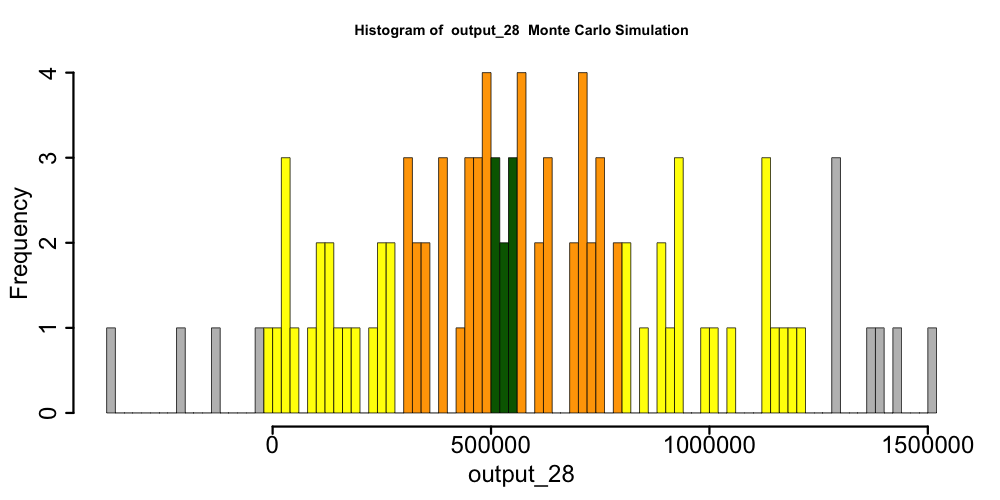 Histogram of  output_28  Monte Carlo Simulation
Frequency
4
3
2
1
0
0 500000 1000000 1500000
output_28